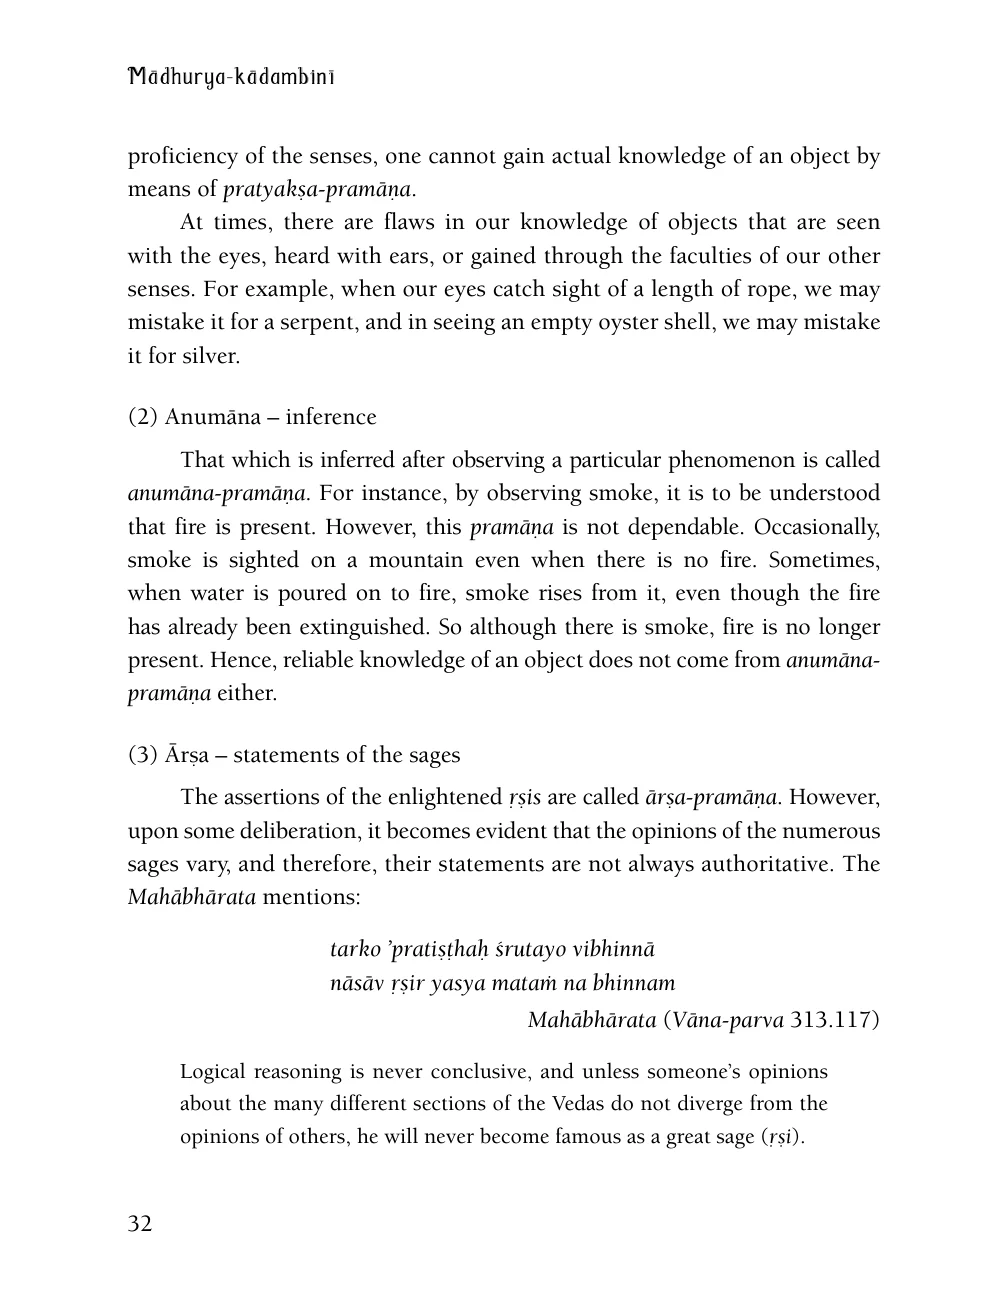 Mādhurya-kādambinī
proficiency of the senses, one cannot gain actual knowledge of an object by
means of pratyakṣa-pramāṇa.
At times, there are flaws in our knowledge of objects that are seen
with the eyes, heard with ears, or gained through the faculties of our other
senses. For example, when our eyes catch sight of a length of rope, we may
mistake it for a serpent, and in seeing an empty oyster shell, we may mistake
it for silver.
(2) Anumāna – inference
That which is inferred after observing a particular phenomenon is called
anumāna-pramāṇa. For instance, by observing smoke, it is to be understood
that fire is present. However, this pramāṇa is not dependable. Occasionally,
smoke is sighted on a mountain even when there is no fire. Sometimes,
when water is poured on to fire, smoke rises from it, even though the fire
has already been extinguished. So although there is smoke, fire is no longer
present. Hence, reliable knowledge of an object does not come from anumāna-
pramāṇa either.
(3) Ārṣa – statements of the sages
The assertions of the enlightened ṛṣis are called ārṣa-pramāṇa. However,
upon some deliberation, it becomes evident that the opinions of the numerous
sages vary, and therefore, their statements are not always authoritative. The
Mahābhārata mentions:
tarko ’pratiṣṭhaḥ śrutayo vibhinnā
nāsāv ṛṣir yasya mataṁ na bhinnam
Mahābhārata (Vāna-parva 313.117)
Logical reasoning is never conclusive, and unless someone’s opinions
about the many different sections of the Vedas do not diverge from the
opinions of others, he will never become famous as a great sage (ṛṣi).
32